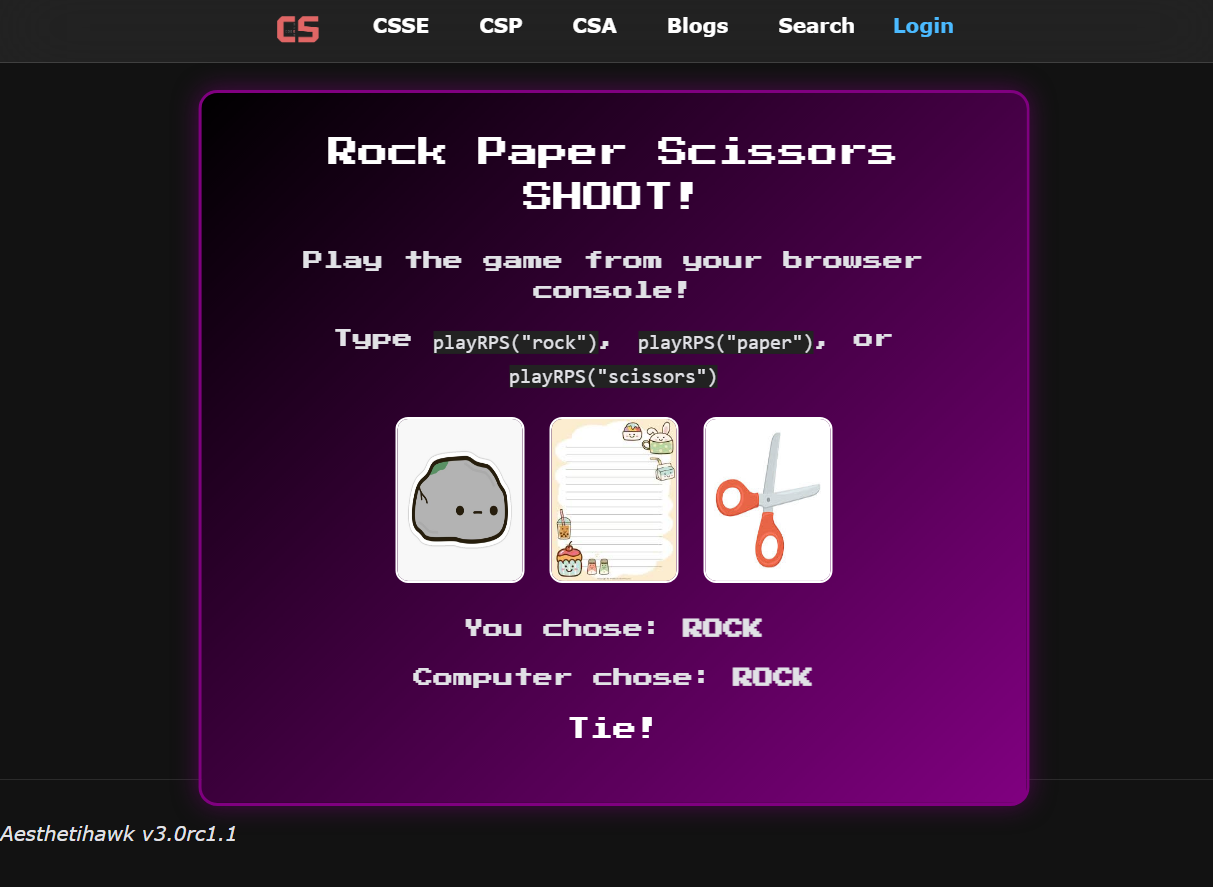 CS CSSE CSP CSA Blogs Search Login
Rock Paper Scissors
SHOOT!
Play the game from your browser
console!
Type playRPS("rock"), playRPS("paper"), or
playRPS("scissors")
You chose: ROCK
Computer chose: ROCK
Tie!
Aesthetihawk v3.0rc1.1